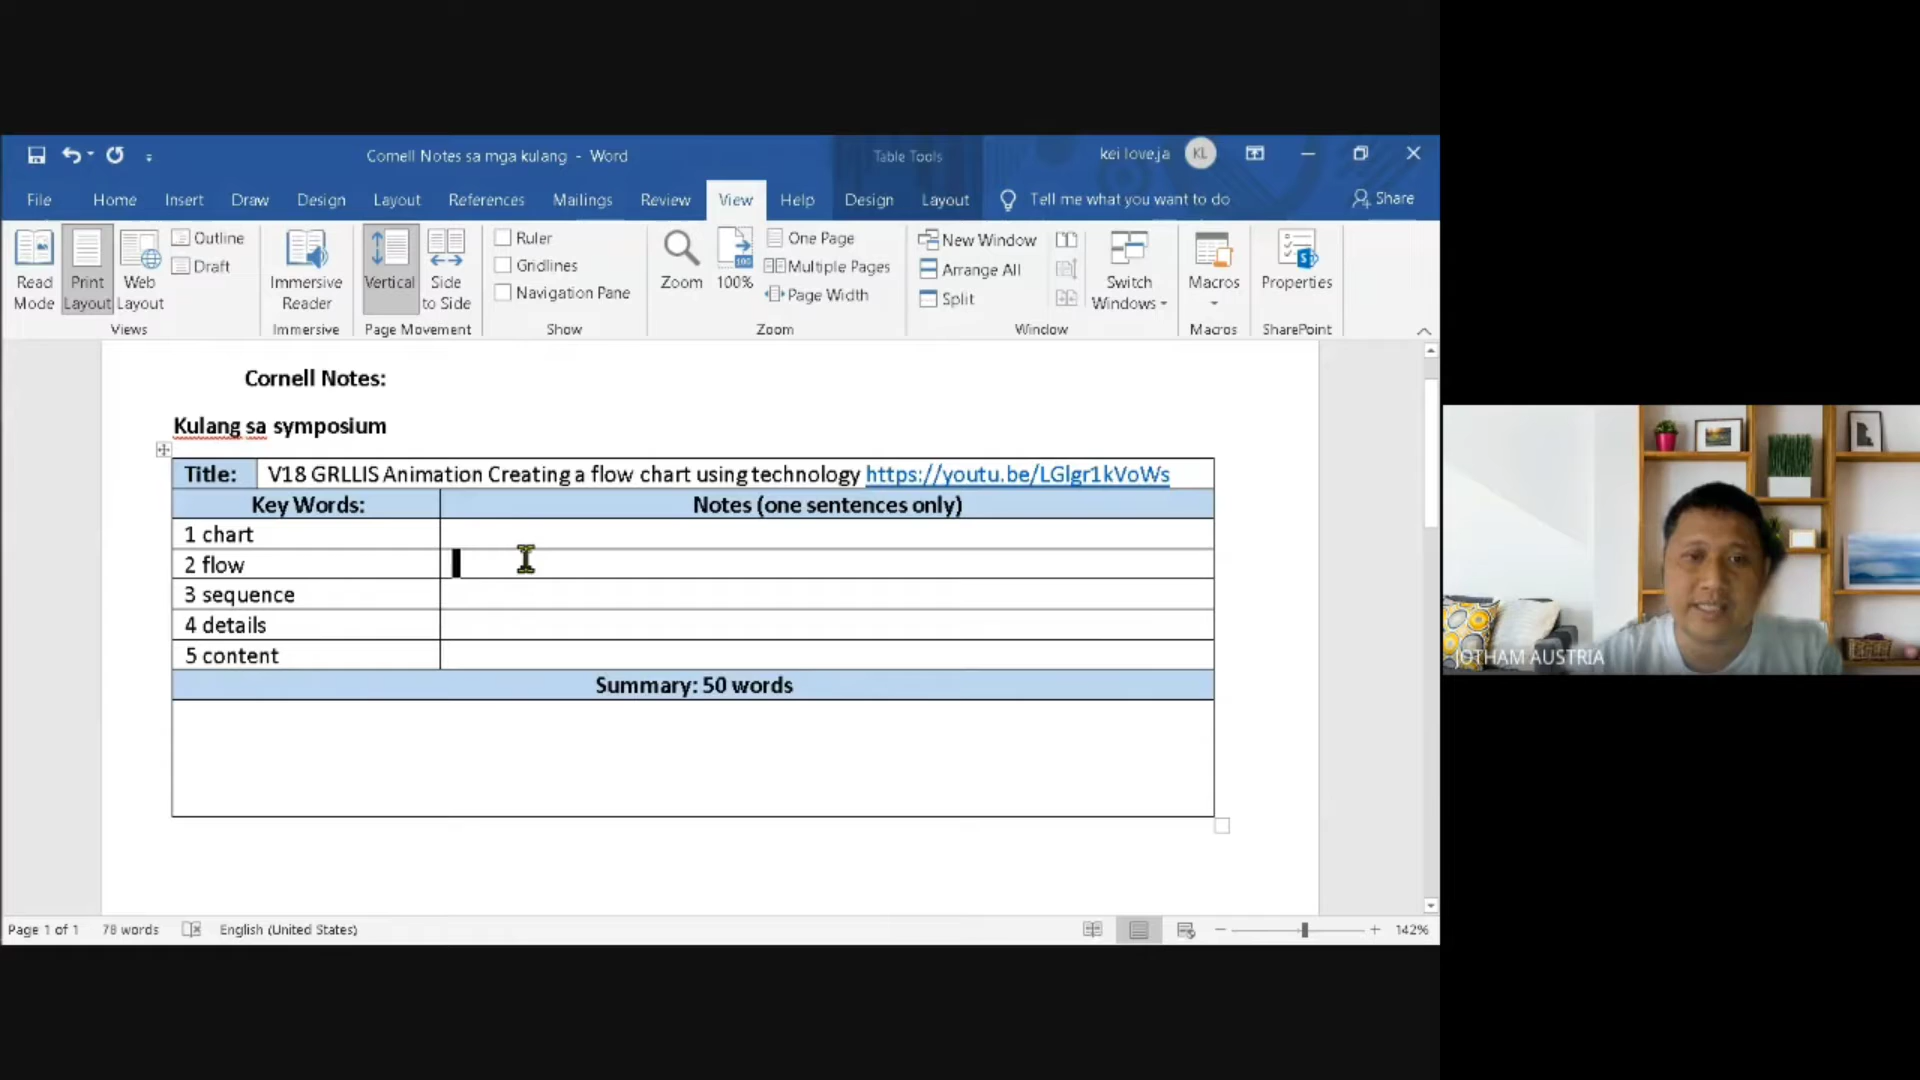 Cornell Notes sa mga kulang - Word
Table Tools
kei loveja
KL
File Home Insert Draw Design Layout References Mailings Review View Help Design Layout Tell me what you want to do Share
Read Mode
Print Layout
Web Layout
Outline
Draft
Views
Immersive Reader
Immersive
Vertical
Side to Side
Page Movement
Ruler
Gridlines
Navigation Pane
Show
Zoom
100
100%
One Page
Multiple Pages
Page Width
Zoom
New Window
Arrange All
Split
Switch Windows
Window
Macros
Macros
Properties
SharePoint
Cornell Notes:
Kulang sa symposium
Title: V18 GRLLIS Animation Creating a flow chart using technology https://youtu.be/LGlgr1kVoWs
Key Words: Notes (one sentences only)
1 chart
2 flow
3 sequence
4 details
5 content
Summary: 50 words
Page 1 of 1 78 words English (United States) 142%
JOTHAM AUSTRIA